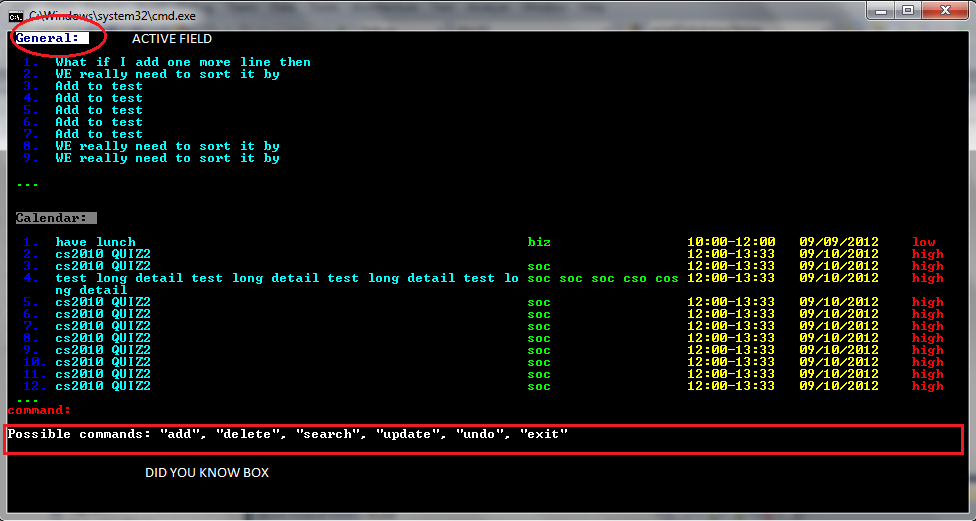 C:\Windows\system32\cmd.exe
General: ACTIVE FIELD
1. What if I add one more line then
2. WE really need to sort it by
3. Add to test
4. Add to test
5. Add to test
6. Add to test
7. Add to test
8. WE really need to sort it by
9. WE really need to sort it by
...
Calendar:
1. have lunch biz 10:00-12:00 09/09/2012 low
2. cs2010 QUIZ2 12:00-13:33 09/10/2012 high
3. cs2010 QUIZ2 soc 12:00-13:33 09/10/2012 high
4. test long detail test long detail test long detail test lo soc soc soc cso cos 12:00-13:33 09/10/2012 high
ng detail
5. cs2010 QUIZ2 soc 12:00-13:33 09/10/2012 high
6. cs2010 QUIZ2 soc 12:00-13:33 09/10/2012 high
7. cs2010 QUIZ2 soc 12:00-13:33 09/10/2012 high
8. cs2010 QUIZ2 soc 12:00-13:33 09/10/2012 high
9. cs2010 QUIZ2 soc 12:00-13:33 09/10/2012 high
10. cs2010 QUIZ2 soc 12:00-13:33 09/10/2012 high
11. cs2010 QUIZ2 soc 12:00-13:33 09/10/2012 high
12. cs2010 QUIZ2 soc 12:00-13:33 09/10/2012 high
...
command:
Possible commands: "add", "delete", "search", "update", "undo", "exit"
DID YOU KNOW BOX